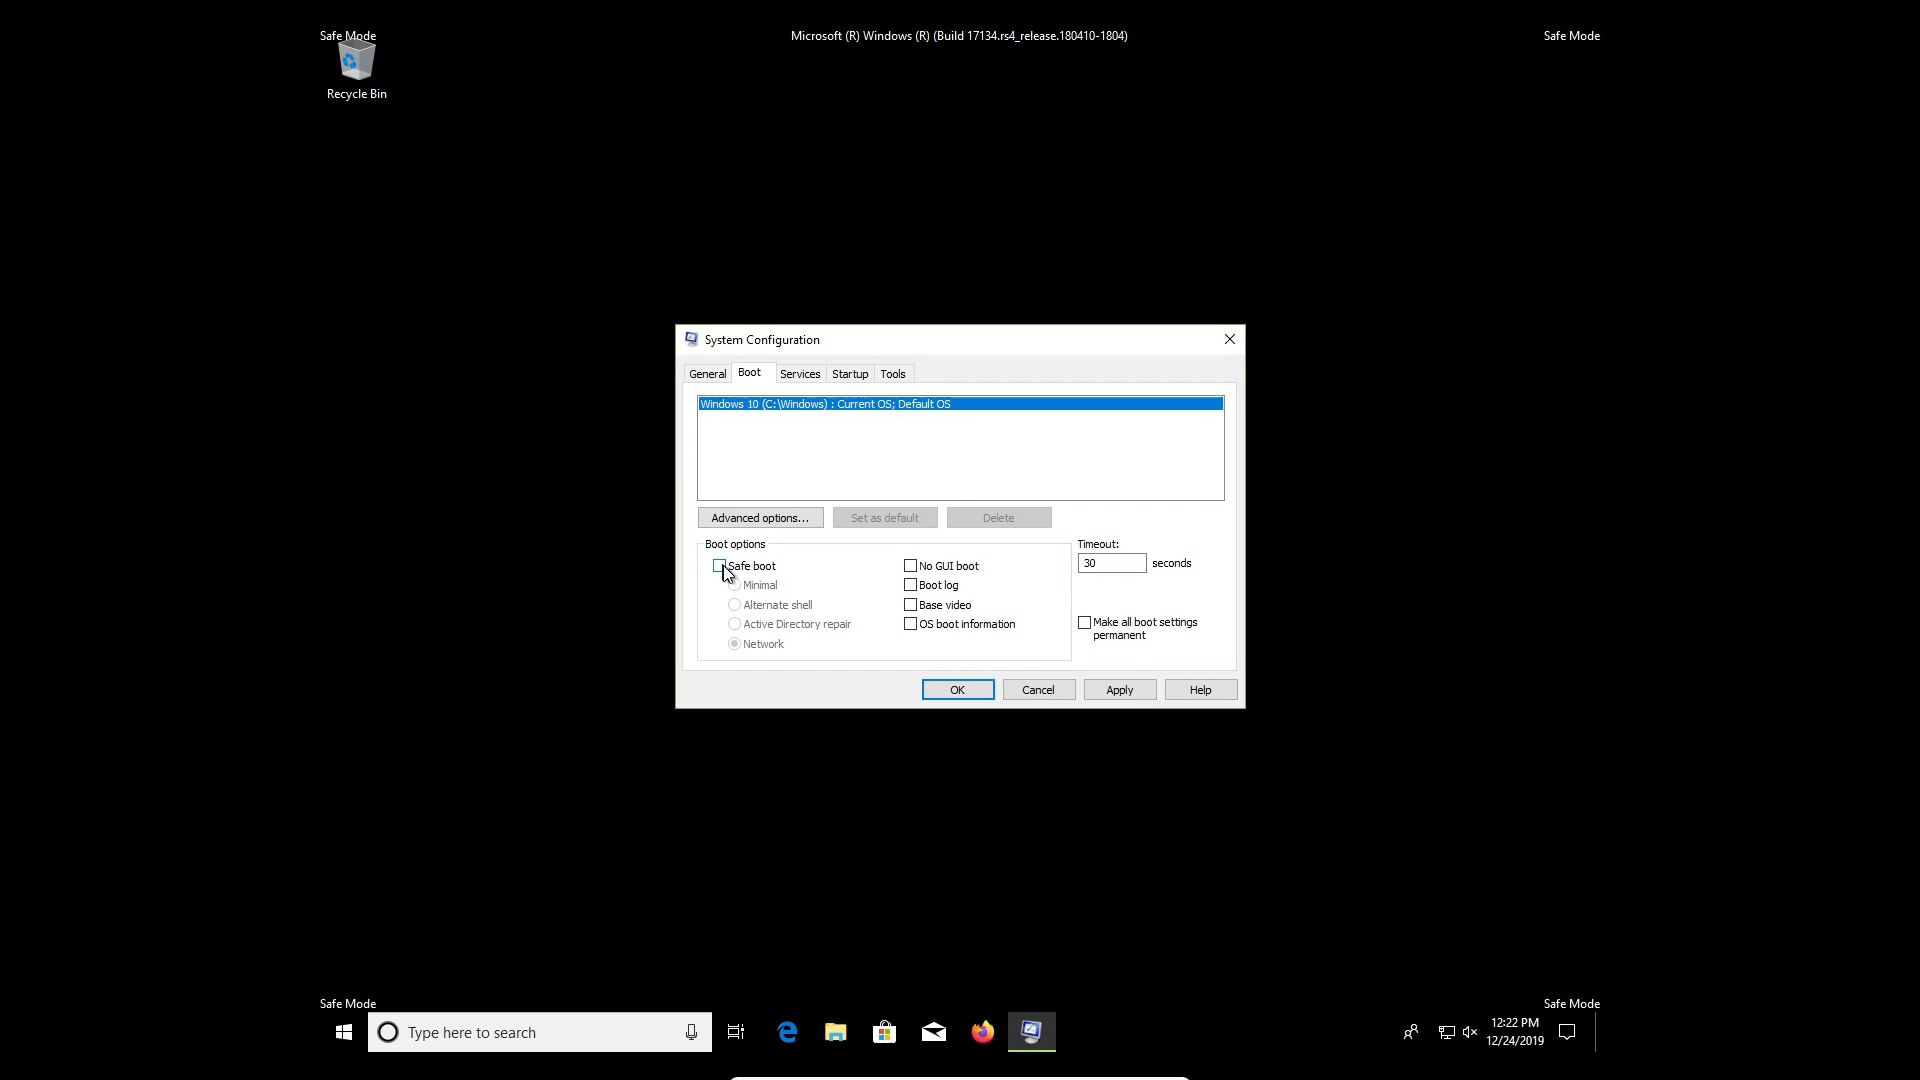 Safe Mode
Microsoft (R) Windows (R) (Build 17134.rs4_release.180410-1804)
Safe Mode
Recycle Bin
System Configuration
General Boot Services Startup Tools
Windows 10 (C:\Windows) : Current OS; Default OS
Advanced options... Set as default Delete
Boot options
Safe boot
Minimal
Alternate shell
Active Directory repair
Network
No GUI boot
Boot log
Base video
OS boot information
Timeout:
30 seconds
Make all boot settings
permanent
OK Cancel Apply Help
Safe Mode
Safe Mode
Type here to search
12:22 PM
12/24/2019